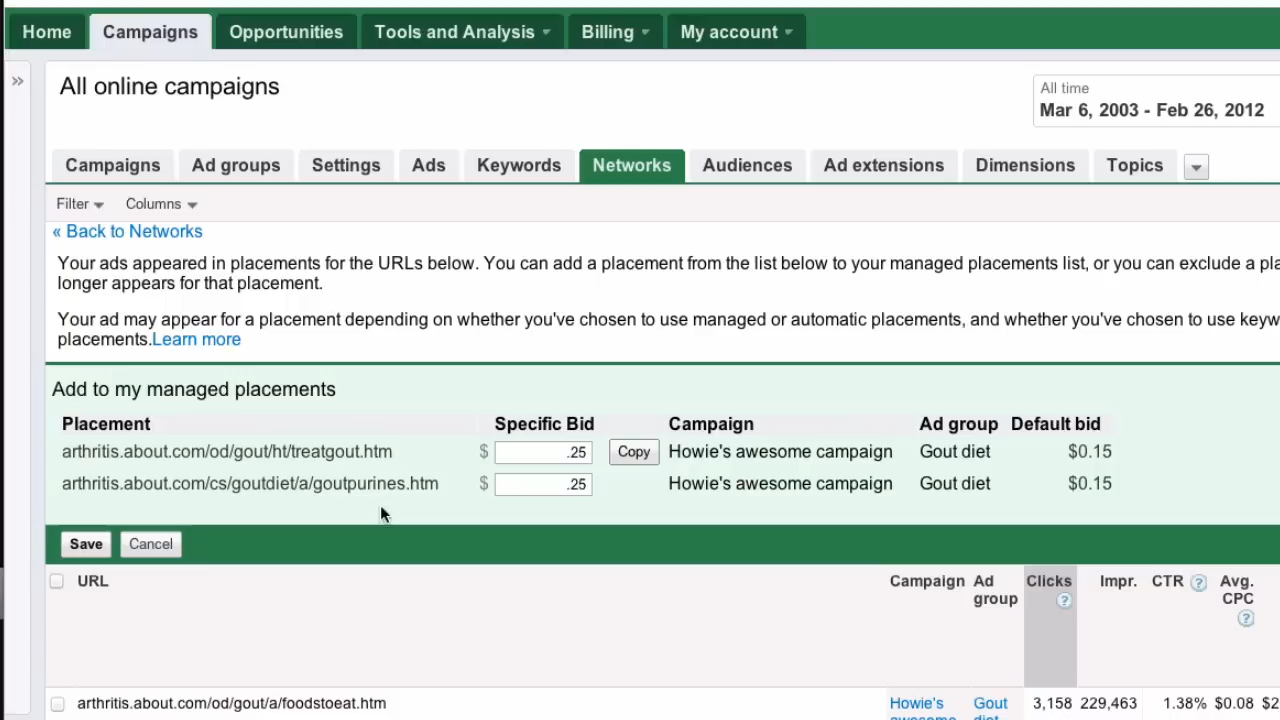 Home Campaigns Opportunities Tools and Analysis Billing My account
»
All online campaigns
All time
Mar 6, 2003 - Feb 26, 2012
Campaigns Ad groups Settings Ads Keywords Networks Audiences Ad extensions Dimensions Topics
Filter Columns
« Back to Networks
Your ads appeared in placements for the URLs below. You can add a placement from the list below to your managed placements list, or you can exclude a
longer appears for that placement.
Your ad may appear for a placement depending on whether you've chosen to use managed or automatic placements, and whether you've chosen to use
placements.Learn more
Add to my managed placements
Placement Specific Bid Campaign Ad group Default bid
arthritis.about.com/od/gout/ht/treatgout.htm $ .25 Copy Howie's awesome campaign Gout diet $0.15
arthritis.about.com/cs/goutdiet/a/goutpurines.htm $ .25 Howie's awesome campaign Gout diet $0.15
Save Cancel
URL Campaign Ad group Clicks ? Impr. CTR ? Avg. CPC ?
arthritis.about.com/od/gout/a/foodstoeat.htm Howie's awesome Gout diet 3,158 229,463 1.38% $0.08